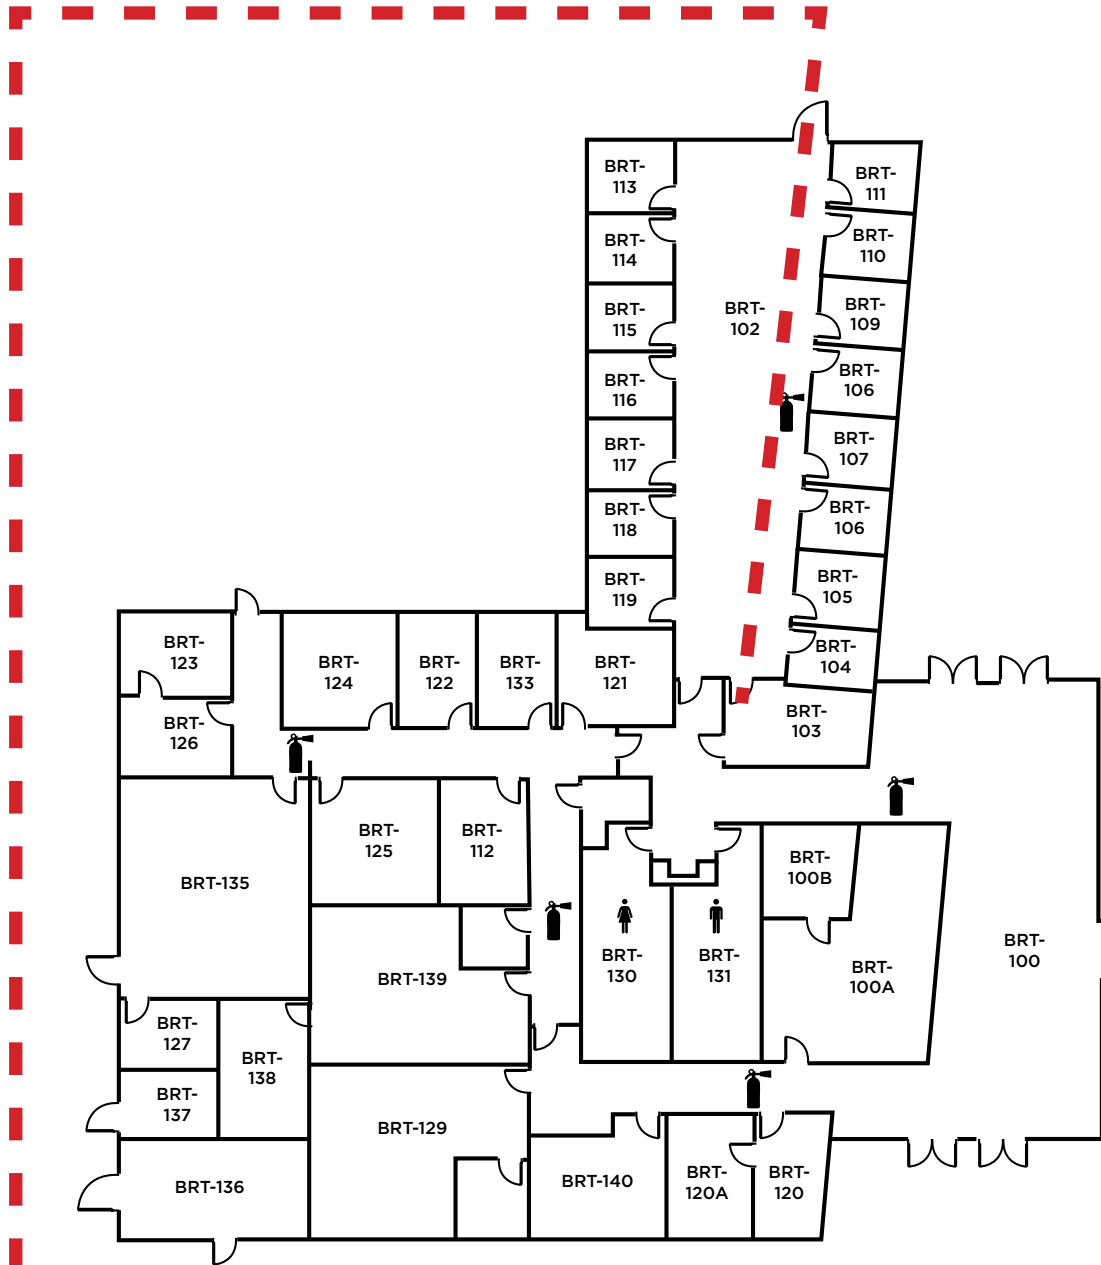 BRT-
113
BRT-
111
BRT-
114
BRT-
110
BRT-
115
BRT-
102
BRT-
109
BRT-
116
BRT-
106
BRT-
117
BRT-
107
BRT-
118
BRT-
106
BRT-
119
BRT-
105
BRT-
123
BRT-
124
BRT-
122
BRT-
133
BRT-
121
BRT-
104
BRT-
126
BRT-
103
BRT-
125
BRT-
112
BRT-
100B
BRT-135
BRT-139
BRT-
130
BRT-
131
BRT-
100A
BRT-
100
BRT-
127
BRT-
138
BRT-
137
BRT-129
BRT-136
BRT-140
BRT-
120A
BRT-
120